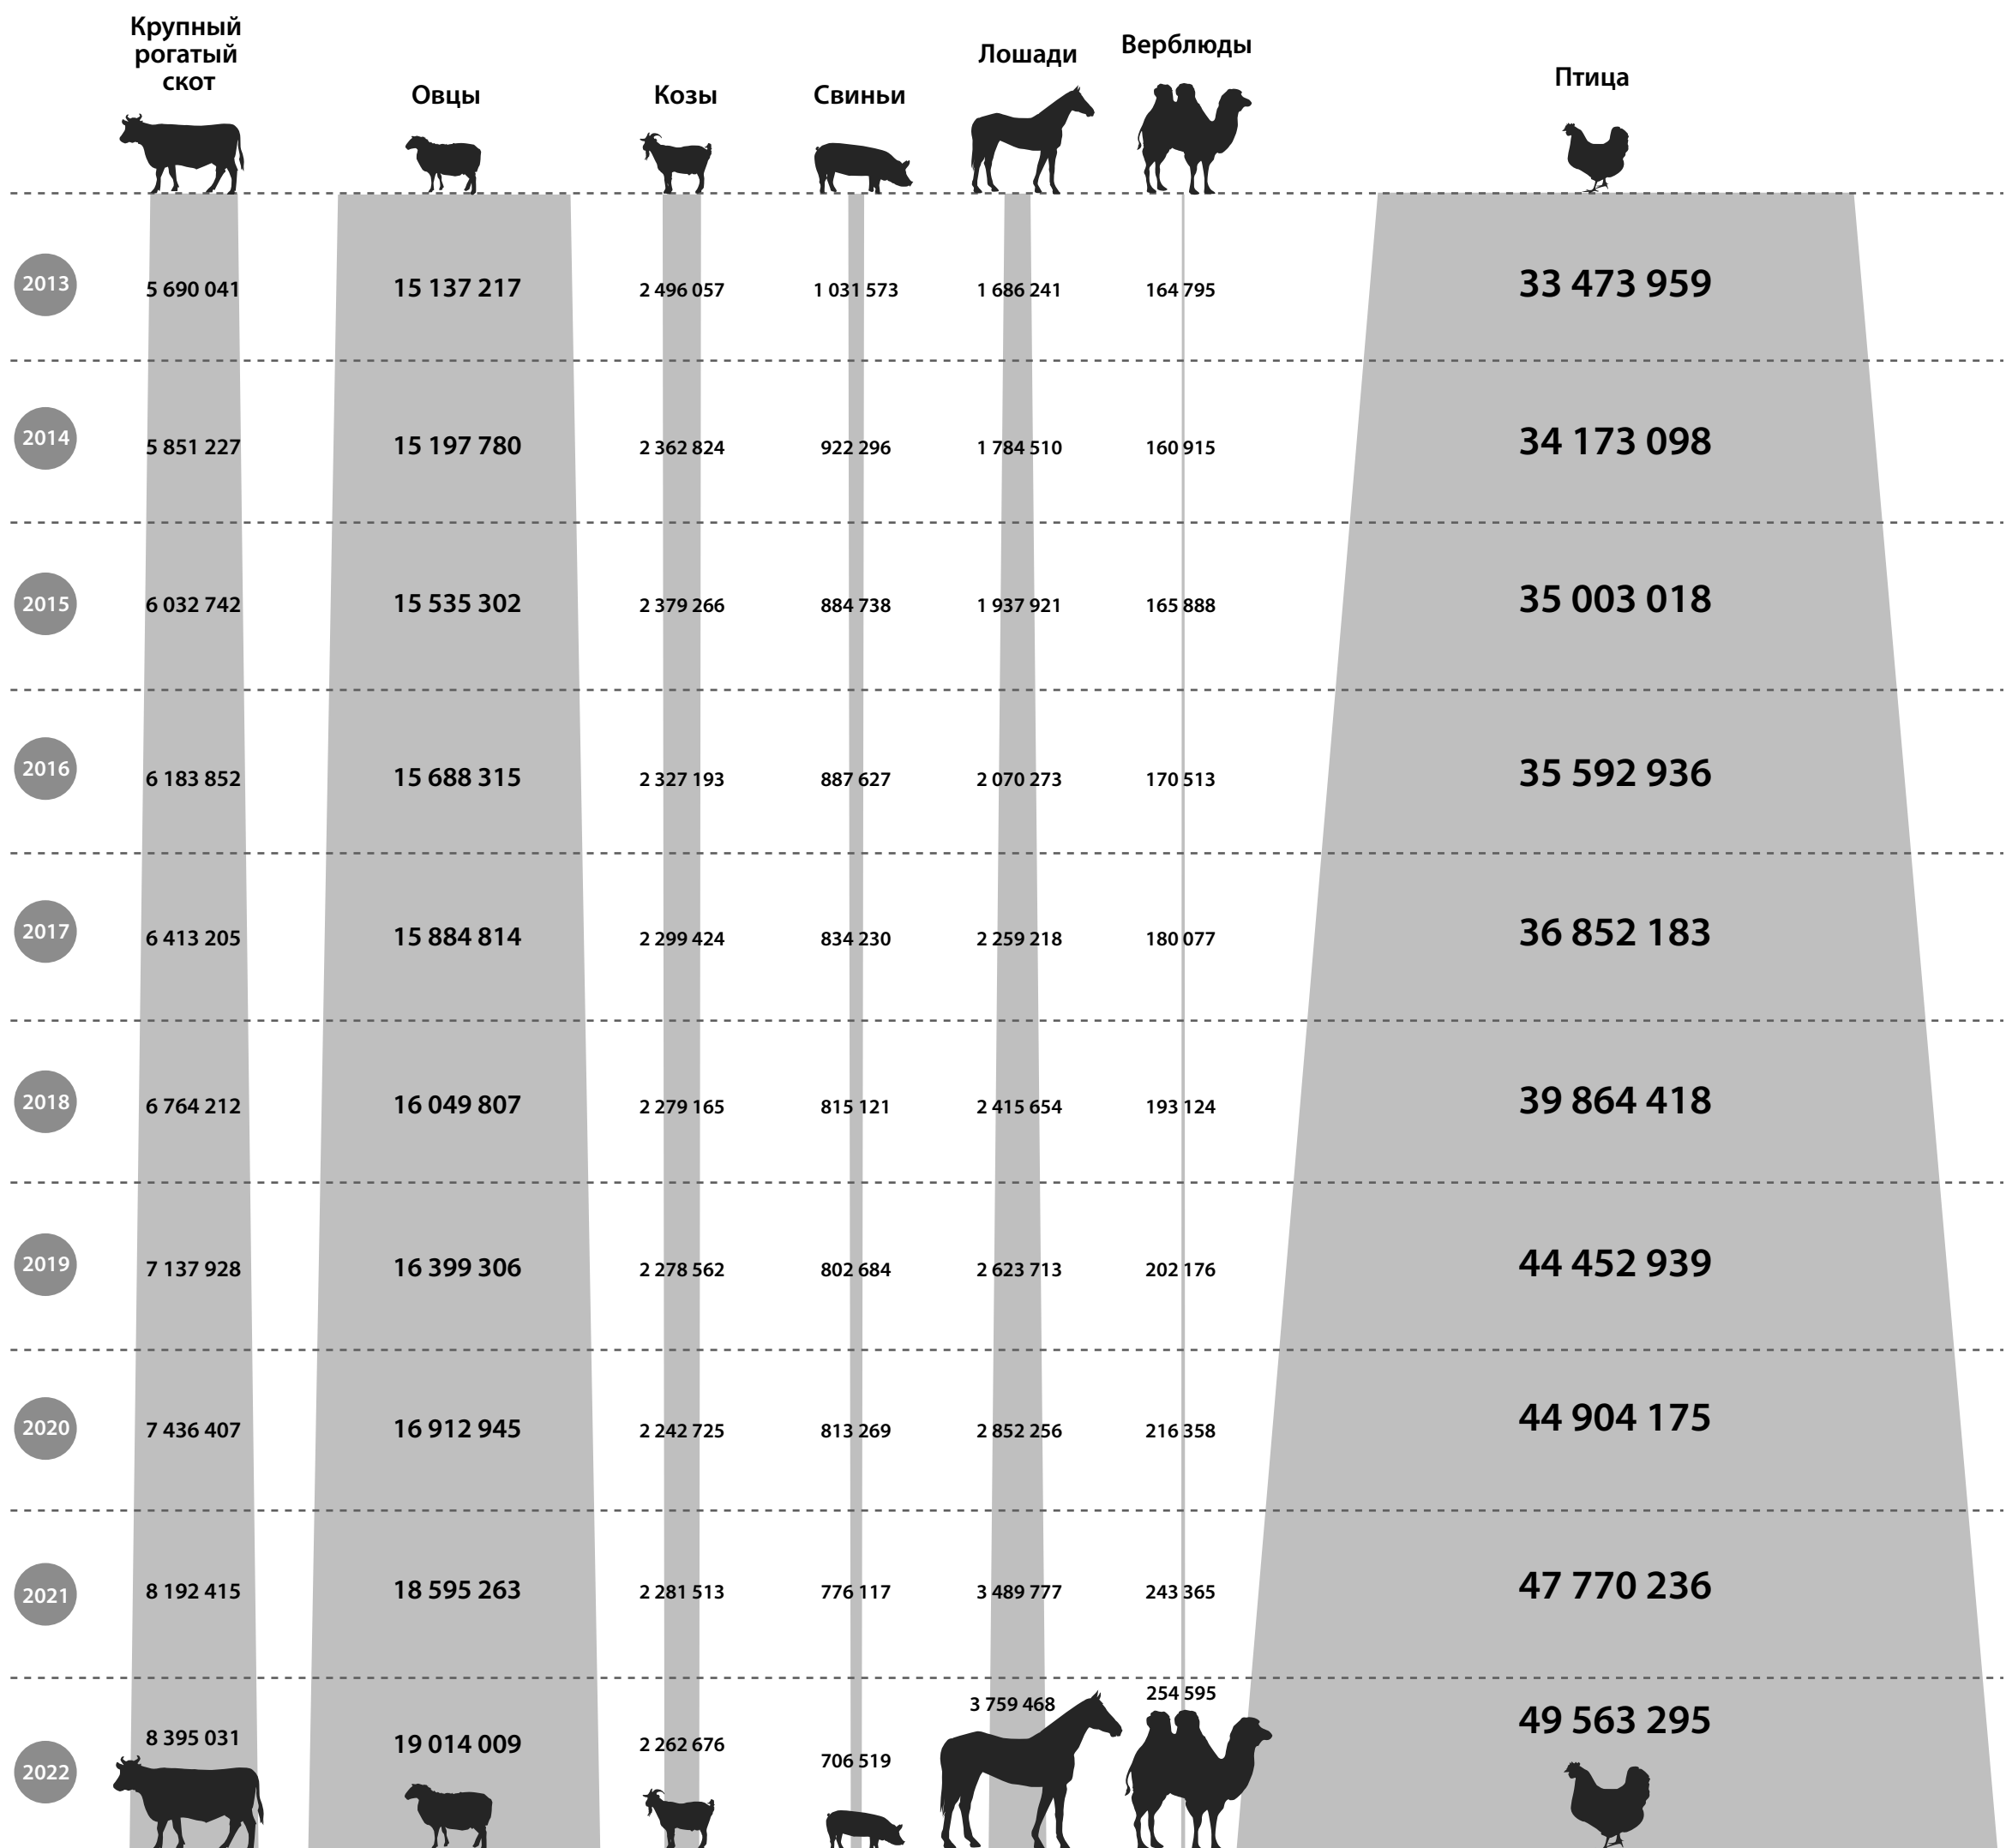 Крупный
рогатый
скот
Овцы
Козы
Свиньи
Лошади
Верблюды
Птица
2013 5 690 041 15 137 217 2 496 057 1 031 573 1 686 241 164 795 33 473 959
2014 5 851 227 15 197 780 2 362 824 922 296 1 784 510 160 915 34 173 098
2015 6 032 742 15 535 302 2 379 266 884 738 1 937 921 165 888 35 003 018
2016 6 183 852 15 688 315 2 327 193 887 627 2 070 273 170 513 35 592 936
2017 6 413 205 15 884 814 2 299 424 834 230 2 259 218 180 077 36 852 183
2018 6 764 212 16 049 807 2 279 165 815 121 2 415 654 193 124 39 864 418
2019 7 137 928 16 399 306 2 278 562 802 684 2 623 713 202 176 44 452 939
2020 7 436 407 16 912 945 2 242 725 813 269 2 852 256 216 358 44 904 175
2021 8 192 415 18 595 263 2 281 513 776 117 3 489 777 243 365 47 770 236
2022 8 395 031 19 014 009 2 262 676 706 519 3 759 468 254 595 49 563 295